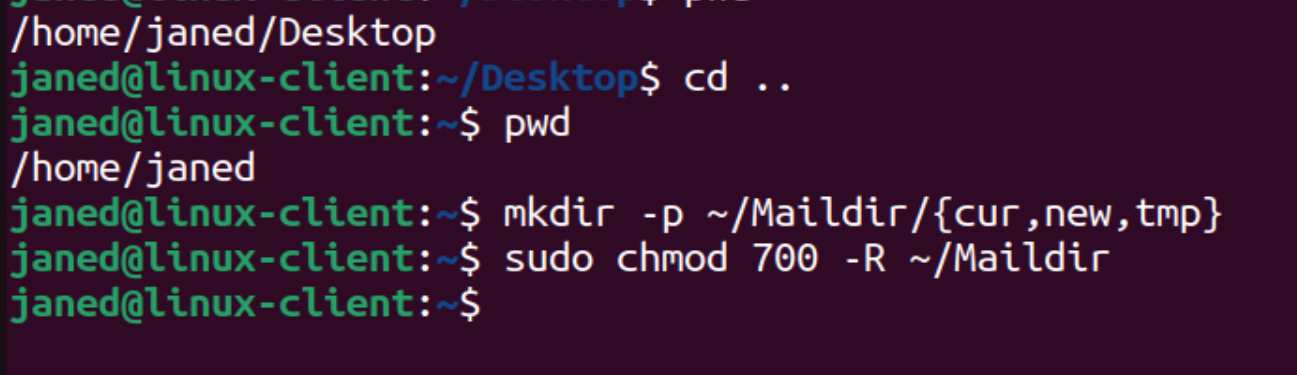 /home/janed/Desktop
janed@linux-client:~/Desktop$ cd ..
janed@linux-client:~$ pwd
/home/janed
janed@linux-client:~$ mkdir -p ~/Maildir/{cur,new,tmp}
janed@linux-client:~$ sudo chmod 700 -R ~/Maildir
janed@linux-client:~$